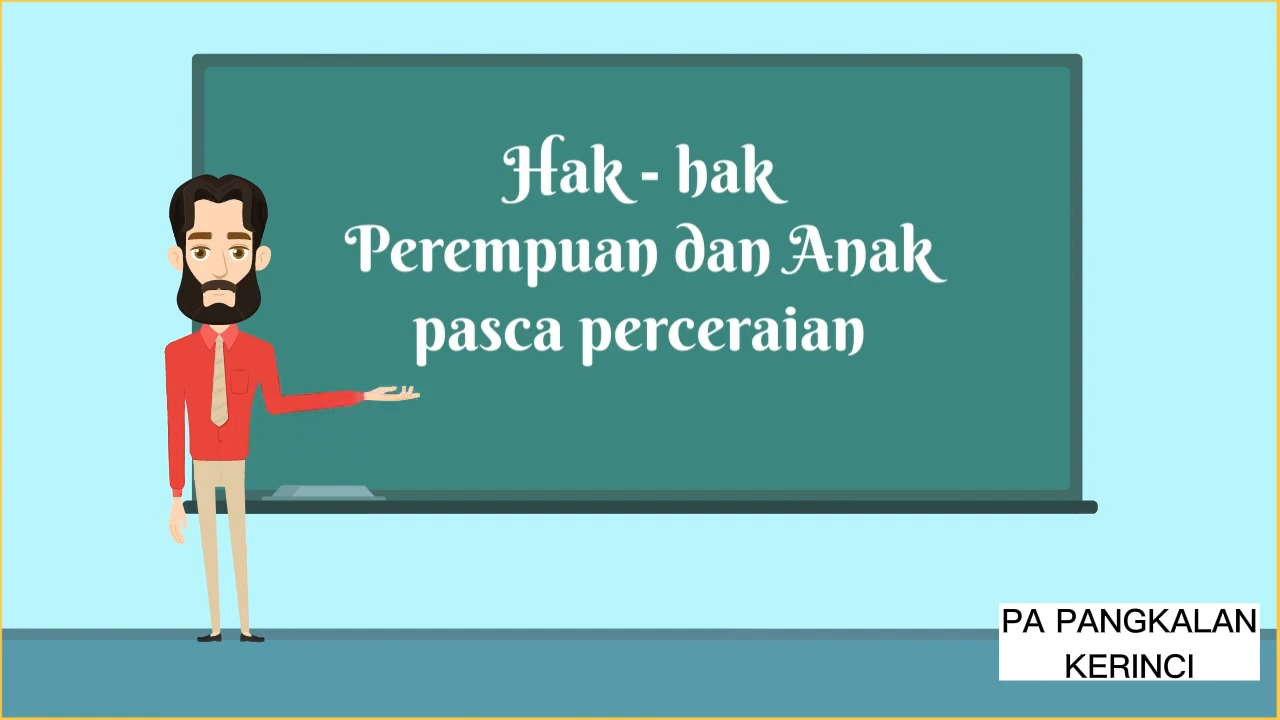 Hak - hak
Perempuan dan Anak
pasca perceraian
PA PANGKALAN
KERINCI